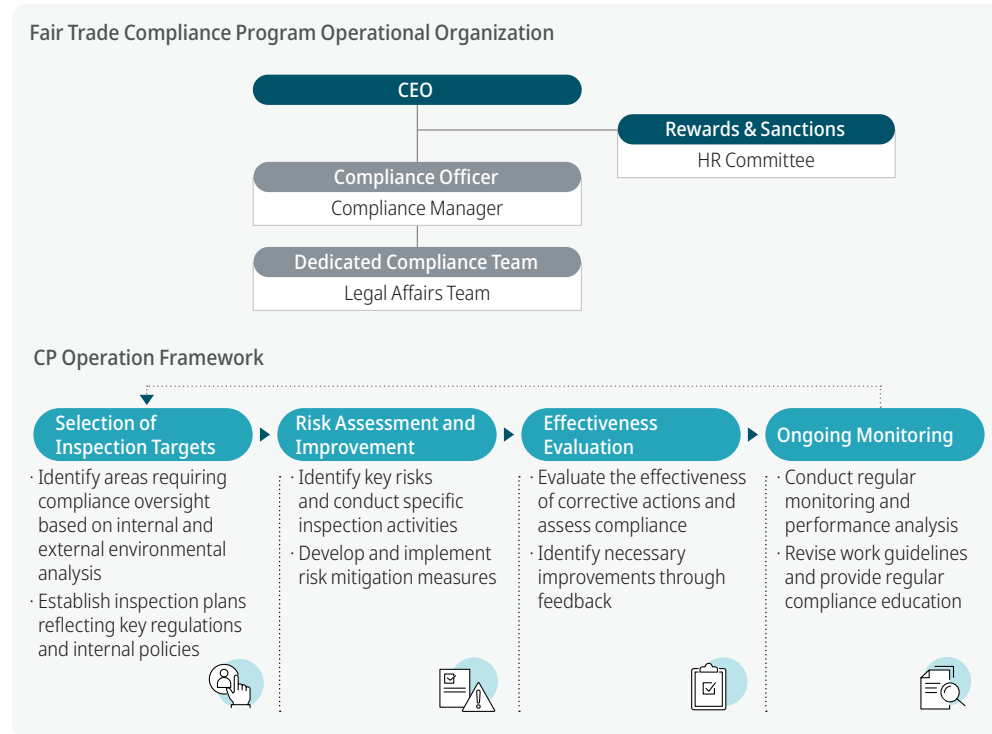 Fair Trade Compliance Program Operational Organization
CEO
Rewards & Sanctions
HR Committee
Compliance Officer
Compliance Manager
Dedicated Compliance Team
Legal Affairs Team
CP Operation Framework
Selection of
Inspection Targets
· Identify areas requiring
compliance oversight
based on internal and
external environmental
analysis
· Establish inspection plans
reflecting key regulations
and internal policies
Risk Assessment and
Improvement
· Identify key risks
and conduct specific
inspection activities
· Develop and implement
risk mitigation measures
Effectiveness
Evaluation
· Evaluate the effectiveness
of corrective actions and
assess compliance
· Identify necessary
improvements through
feedback
Ongoing Monitoring
· Conduct regular
monitoring and
performance analysis
· Revise work guidelines
and provide regular
compliance education